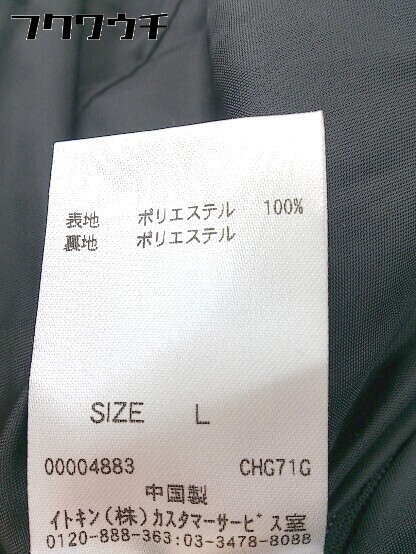 フクウウチ
表地 ポリエステル 100%
裏地 ポリエステル
SIZE L
00004883 CHG71G
中国製
イトキン(株)カスタマーサービス室
0120-888-363:03-3478-8088